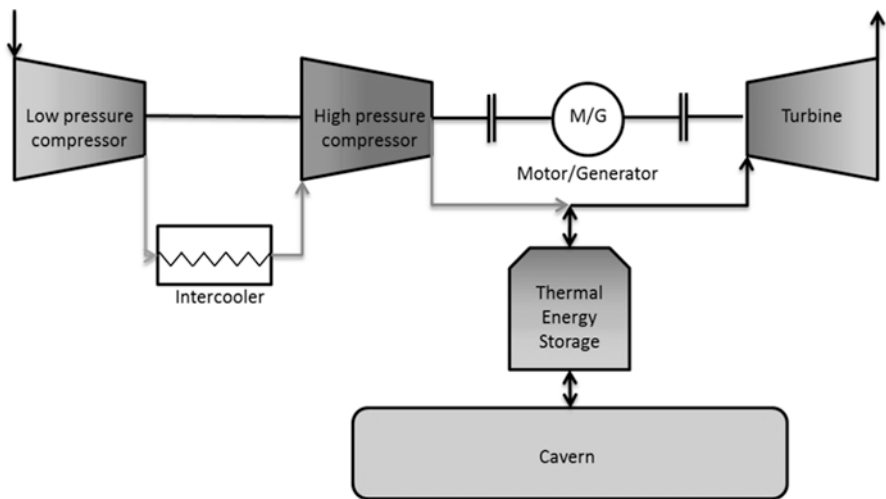 Low pressure
compressor
High pressure
compressor
M/G
Turbine
Motor/Generator
Intercooler
Thermal
Energy
Storage
Cavern